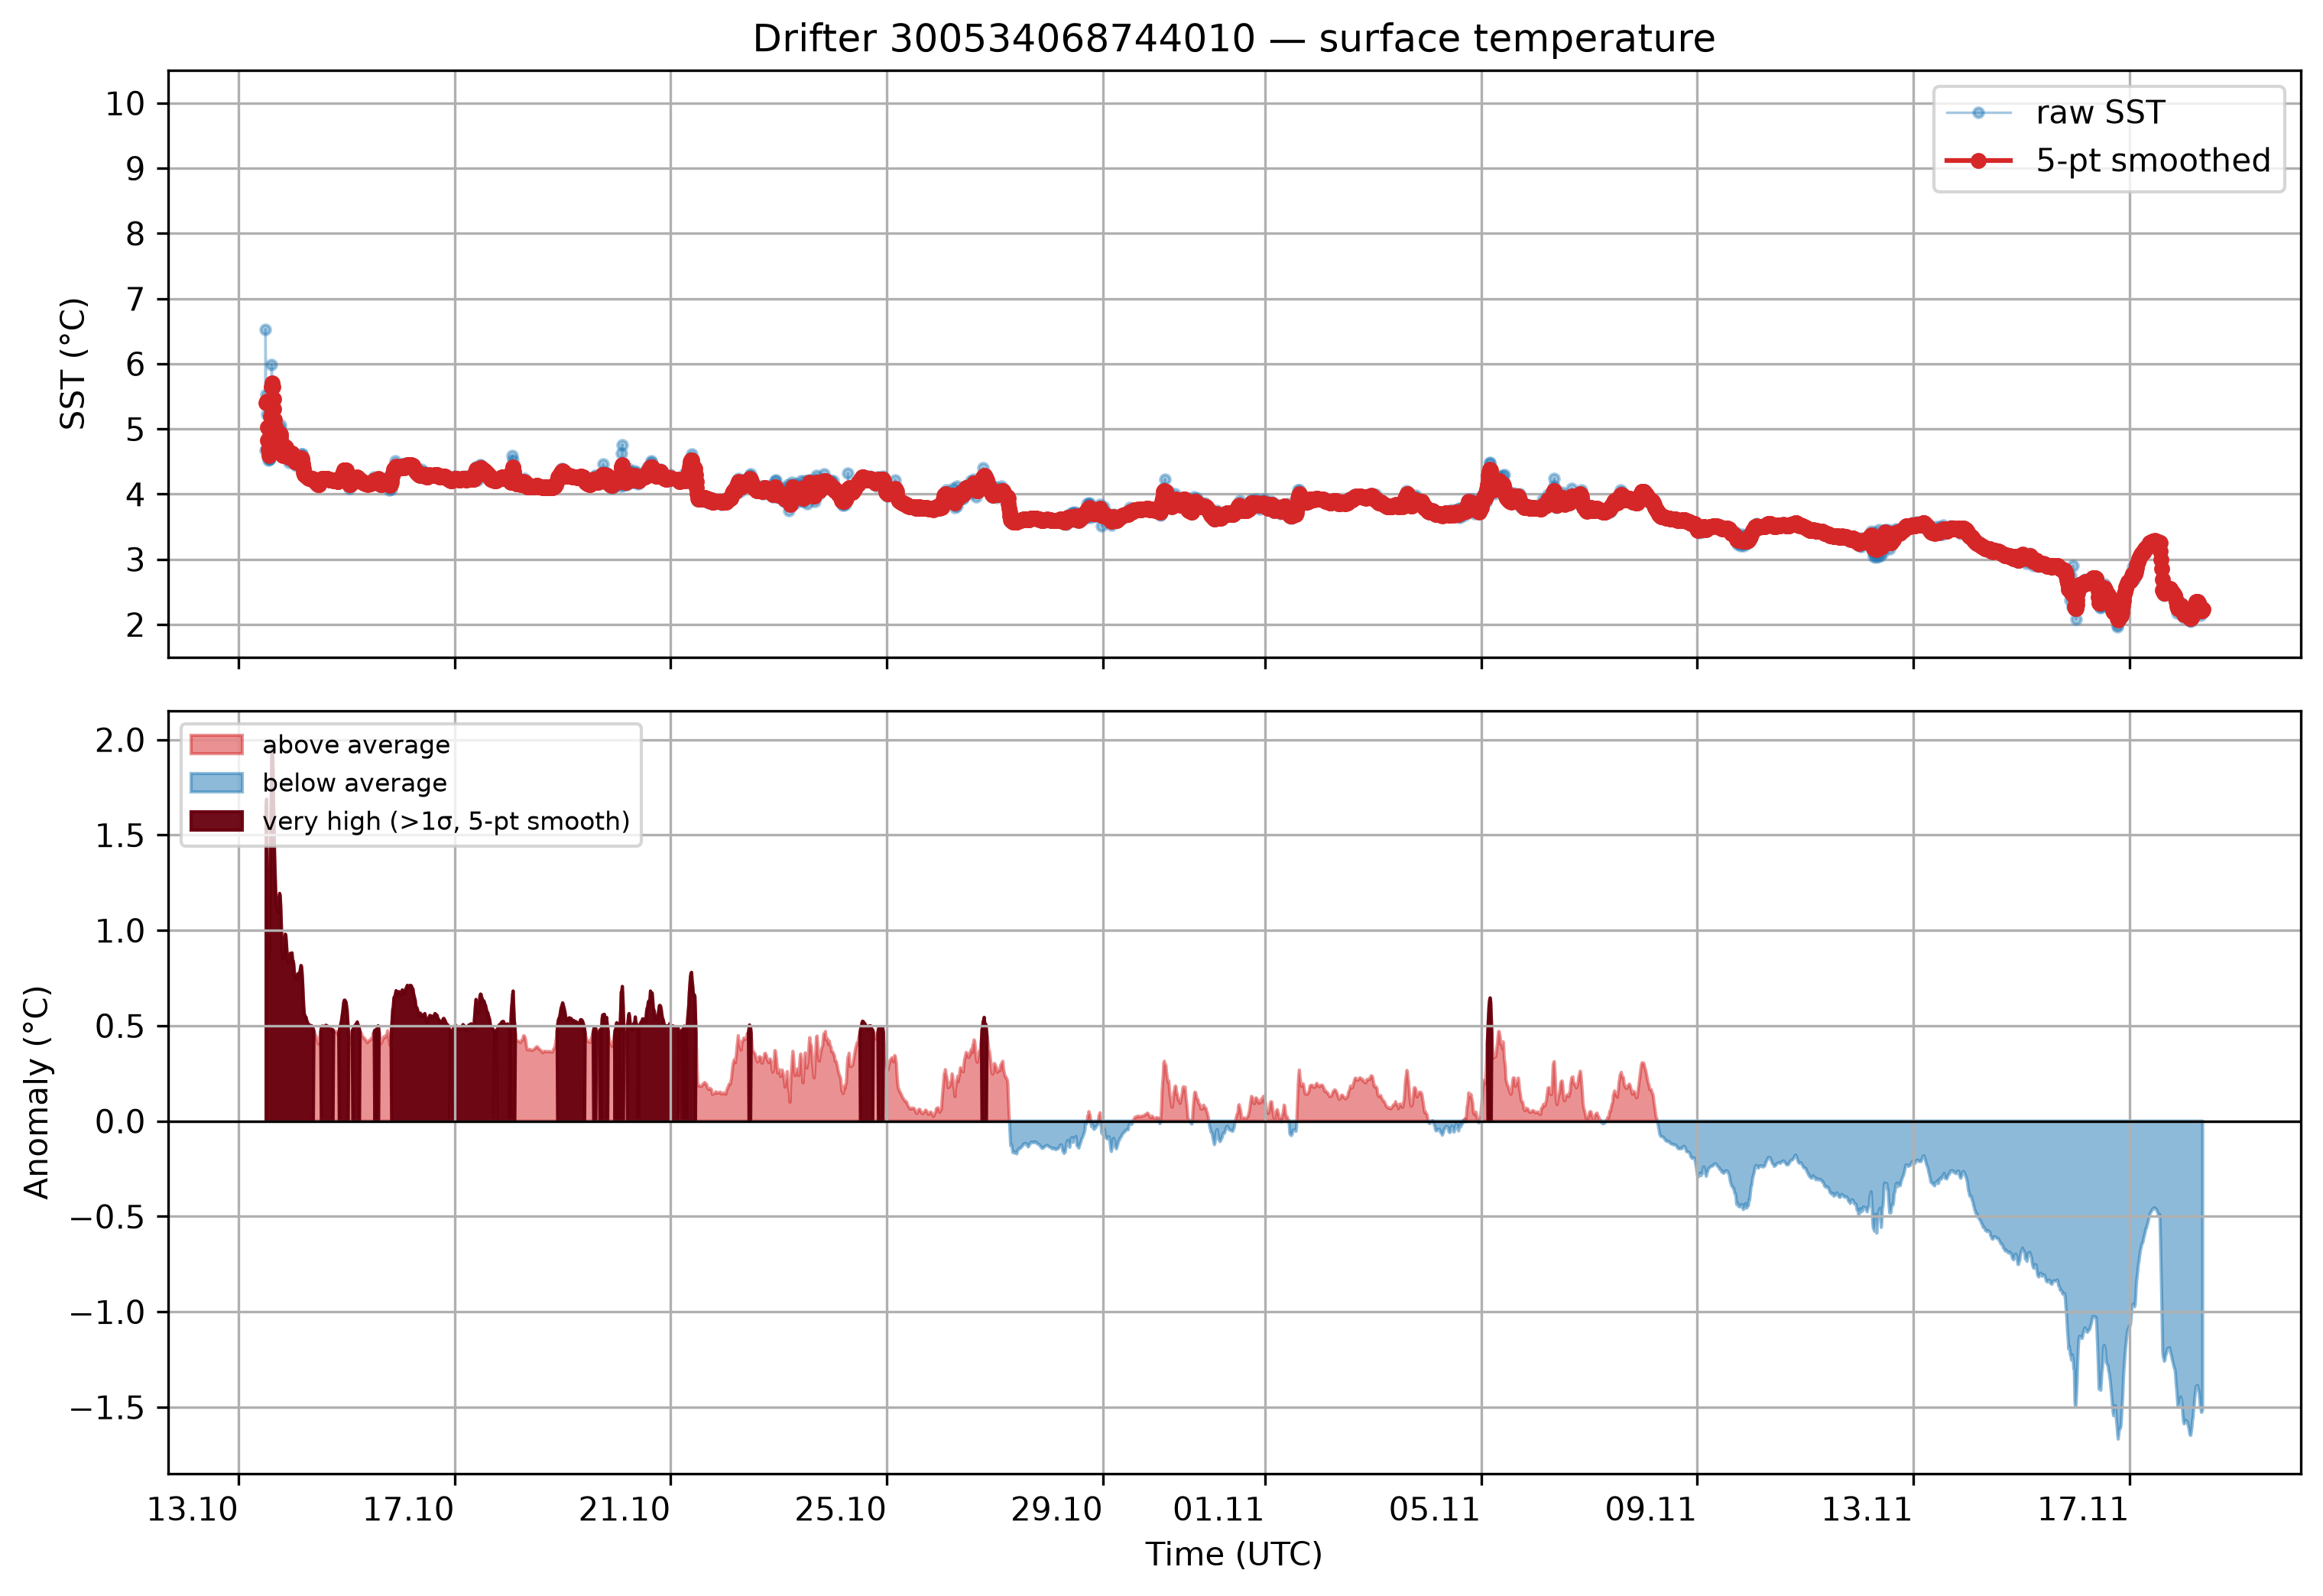 Drifter 300534068744010 — surface temperature
10
9
8
7
6
5
4
3
2
SST (°C)
raw SST
5-pt smoothed
2.0
1.5
1.0
0.5
0.0
−0.5
−1.0
−1.5
Anomaly (°C)
above average
below average
very high (>1σ, 5-pt smooth)
13.10 17.10 21.10 25.10 29.10 01.11 05.11 09.11 13.11 17.11
Time (UTC)